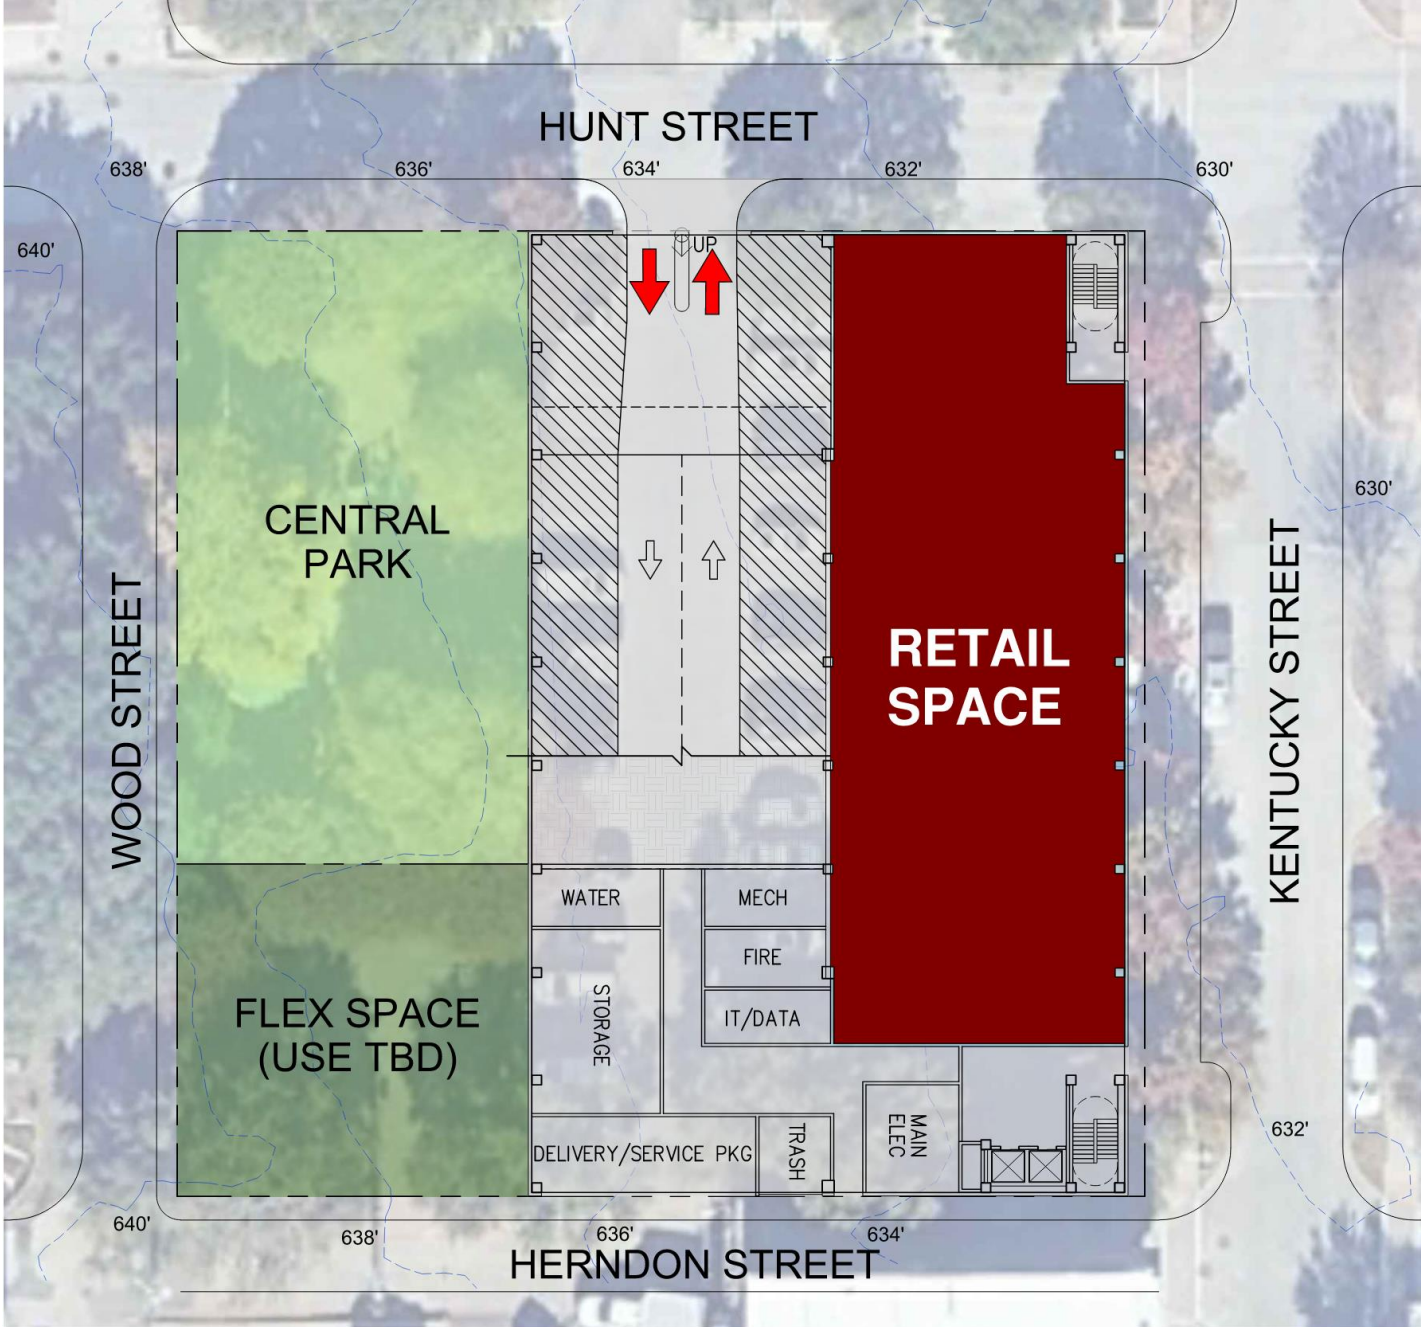 HUNT STREET
638'
636'
634'
632'
630'
640'
UP
630'
CENTRAL
PARK
RETAIL
SPACE
WOOD STREET
KENTUCKY STREET
WATER
MECH
FIRE
STORAGE
IT/DATA
FLEX SPACE
(USE TBD)
MAIN
ELEC
DELIVERY/SERVICE PKG
TRASH
632'
640'
638'
636'
634'
HERNDON STREET